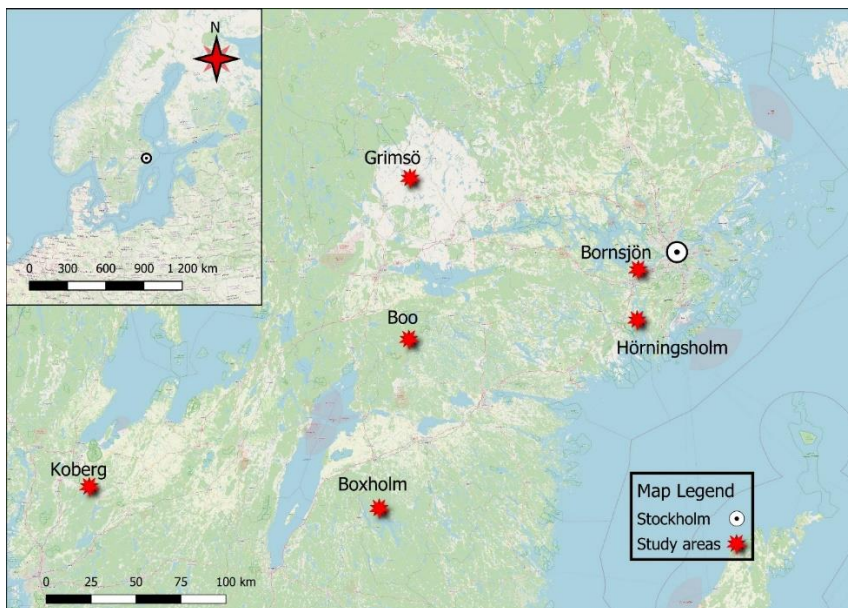 N
0 300 600 900 1 200 km
Grimsö
Bornsjön
Boo
Hörningsholm
Koberg
Boxholm
Map Legend
Stockholm
Study areas
0 25 50 75 100 km